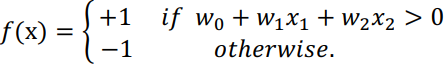 f(x) = { +1 if w₀ + w₁x₁ + w₂x₂ > 0
−1 otherwise.